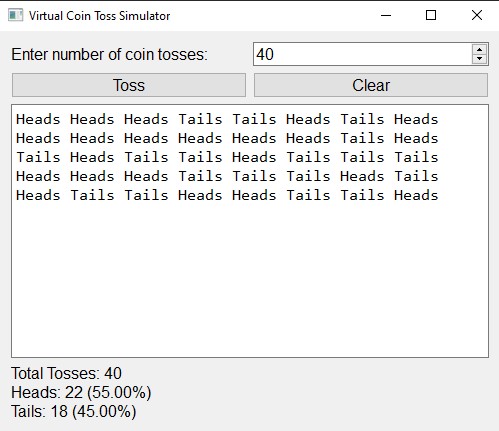 Virtual Coin Toss Simulator
Enter number of coin tosses: 40
Toss Clear
Heads Heads Heads Tails Tails Heads Tails Heads
Heads Heads Heads Heads Heads Heads Tails Heads
Tails Heads Tails Tails Heads Tails Tails Tails
Heads Heads Heads Tails Tails Tails Heads Tails
Heads Tails Tails Heads Heads Tails Tails Heads
Total Tosses: 40
Heads: 22 (55.00%)
Tails: 18 (45.00%)